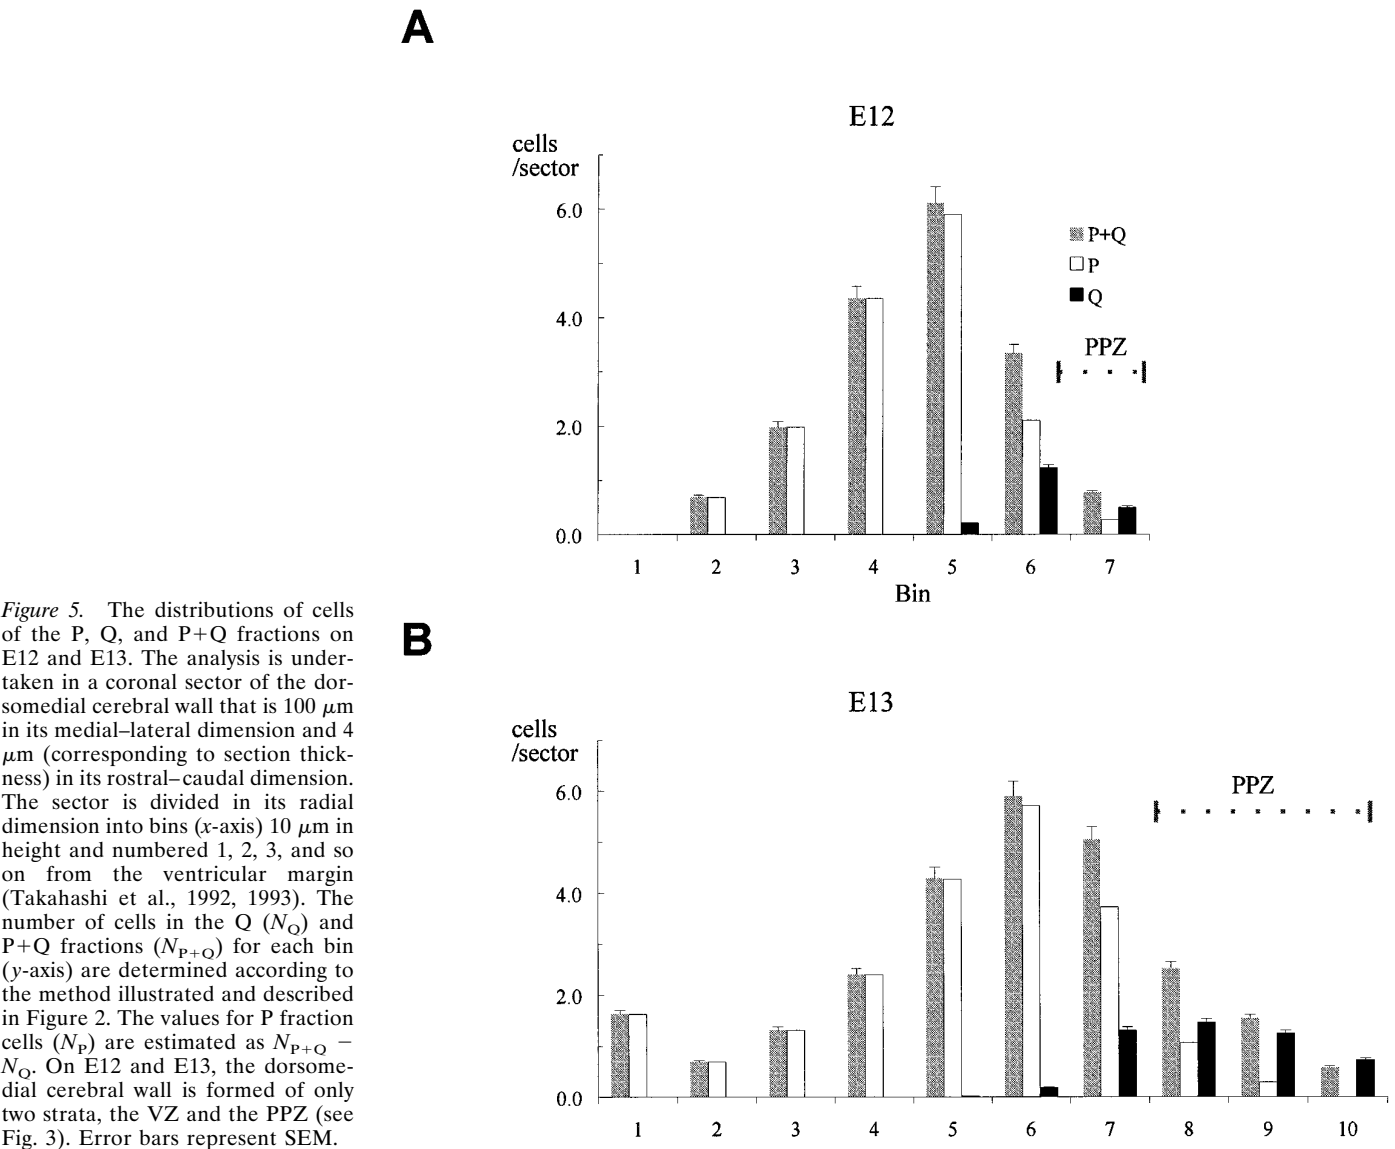 A
E12
cells
/sector
6.0
4.0
2.0
0.0
P+Q
P
Q
PPZ
1 2 3 4 5 6 7
Bin
Figure 5. The distributions of cells
of the P, Q, and P+Q fractions on
E12 and E13. The analysis is under-
taken in a coronal sector of the dor-
somedial cerebral wall that is 100 μm
in its medial–lateral dimension and 4
μm (corresponding to section thick-
ness) in its rostral–caudal dimension.
The sector is divided in its radial
dimension into bins (x-axis) 10 μm in
height and numbered 1, 2, 3, and so
on from the ventricular margin
(Takahashi et al., 1992, 1993). The
number of cells in the Q (NQ) and
P+Q fractions (NP+Q) for each bin
(y-axis) are determined according to
the method illustrated and described
in Figure 2. The values for P fraction
cells (NP) are estimated as NP+Q −
NQ. On E12 and E13, the dorsome-
dial cerebral wall is formed of only
two strata, the VZ and the PPZ (see
Fig. 3). Error bars represent SEM.
B
E13
cells
/sector
6.0
4.0
2.0
0.0
PPZ
1 2 3 4 5 6 7 8 9 10